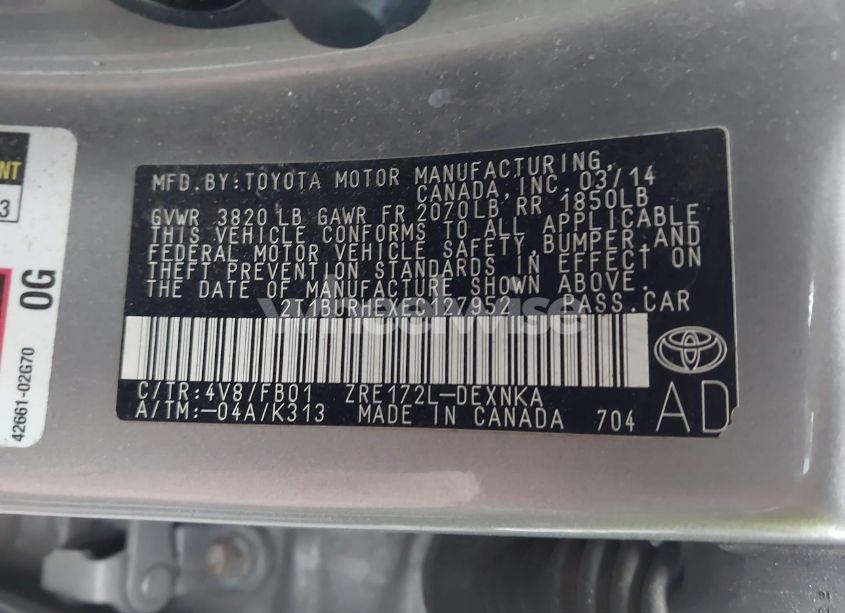 MFD. BY: TOYOTA MOTOR MANUFACTURING,
CANADA, INC. 03/14
GVWR 3820 LB GAWR FR 2070LB RR 1850LB
THIS VEHICLE CONFORMS TO ALL APPLICABLE
FEDERAL MOTOR VEHICLE SAFETY, BUMPER, AND
THEFT PREVENTION STANDARDS IN EFFECT ON
THE DATE OF MANUFACTURE SHOWN ABOVE.
2T1BURHEXEC127952 PASS. CAR
wheelwise
C/TR: 4V8/FB01 ZRE172L-DEXNKA
A/TM: -04A/K313 MADE IN CANADA 704
AD
NT
3
0G
42661-02G70